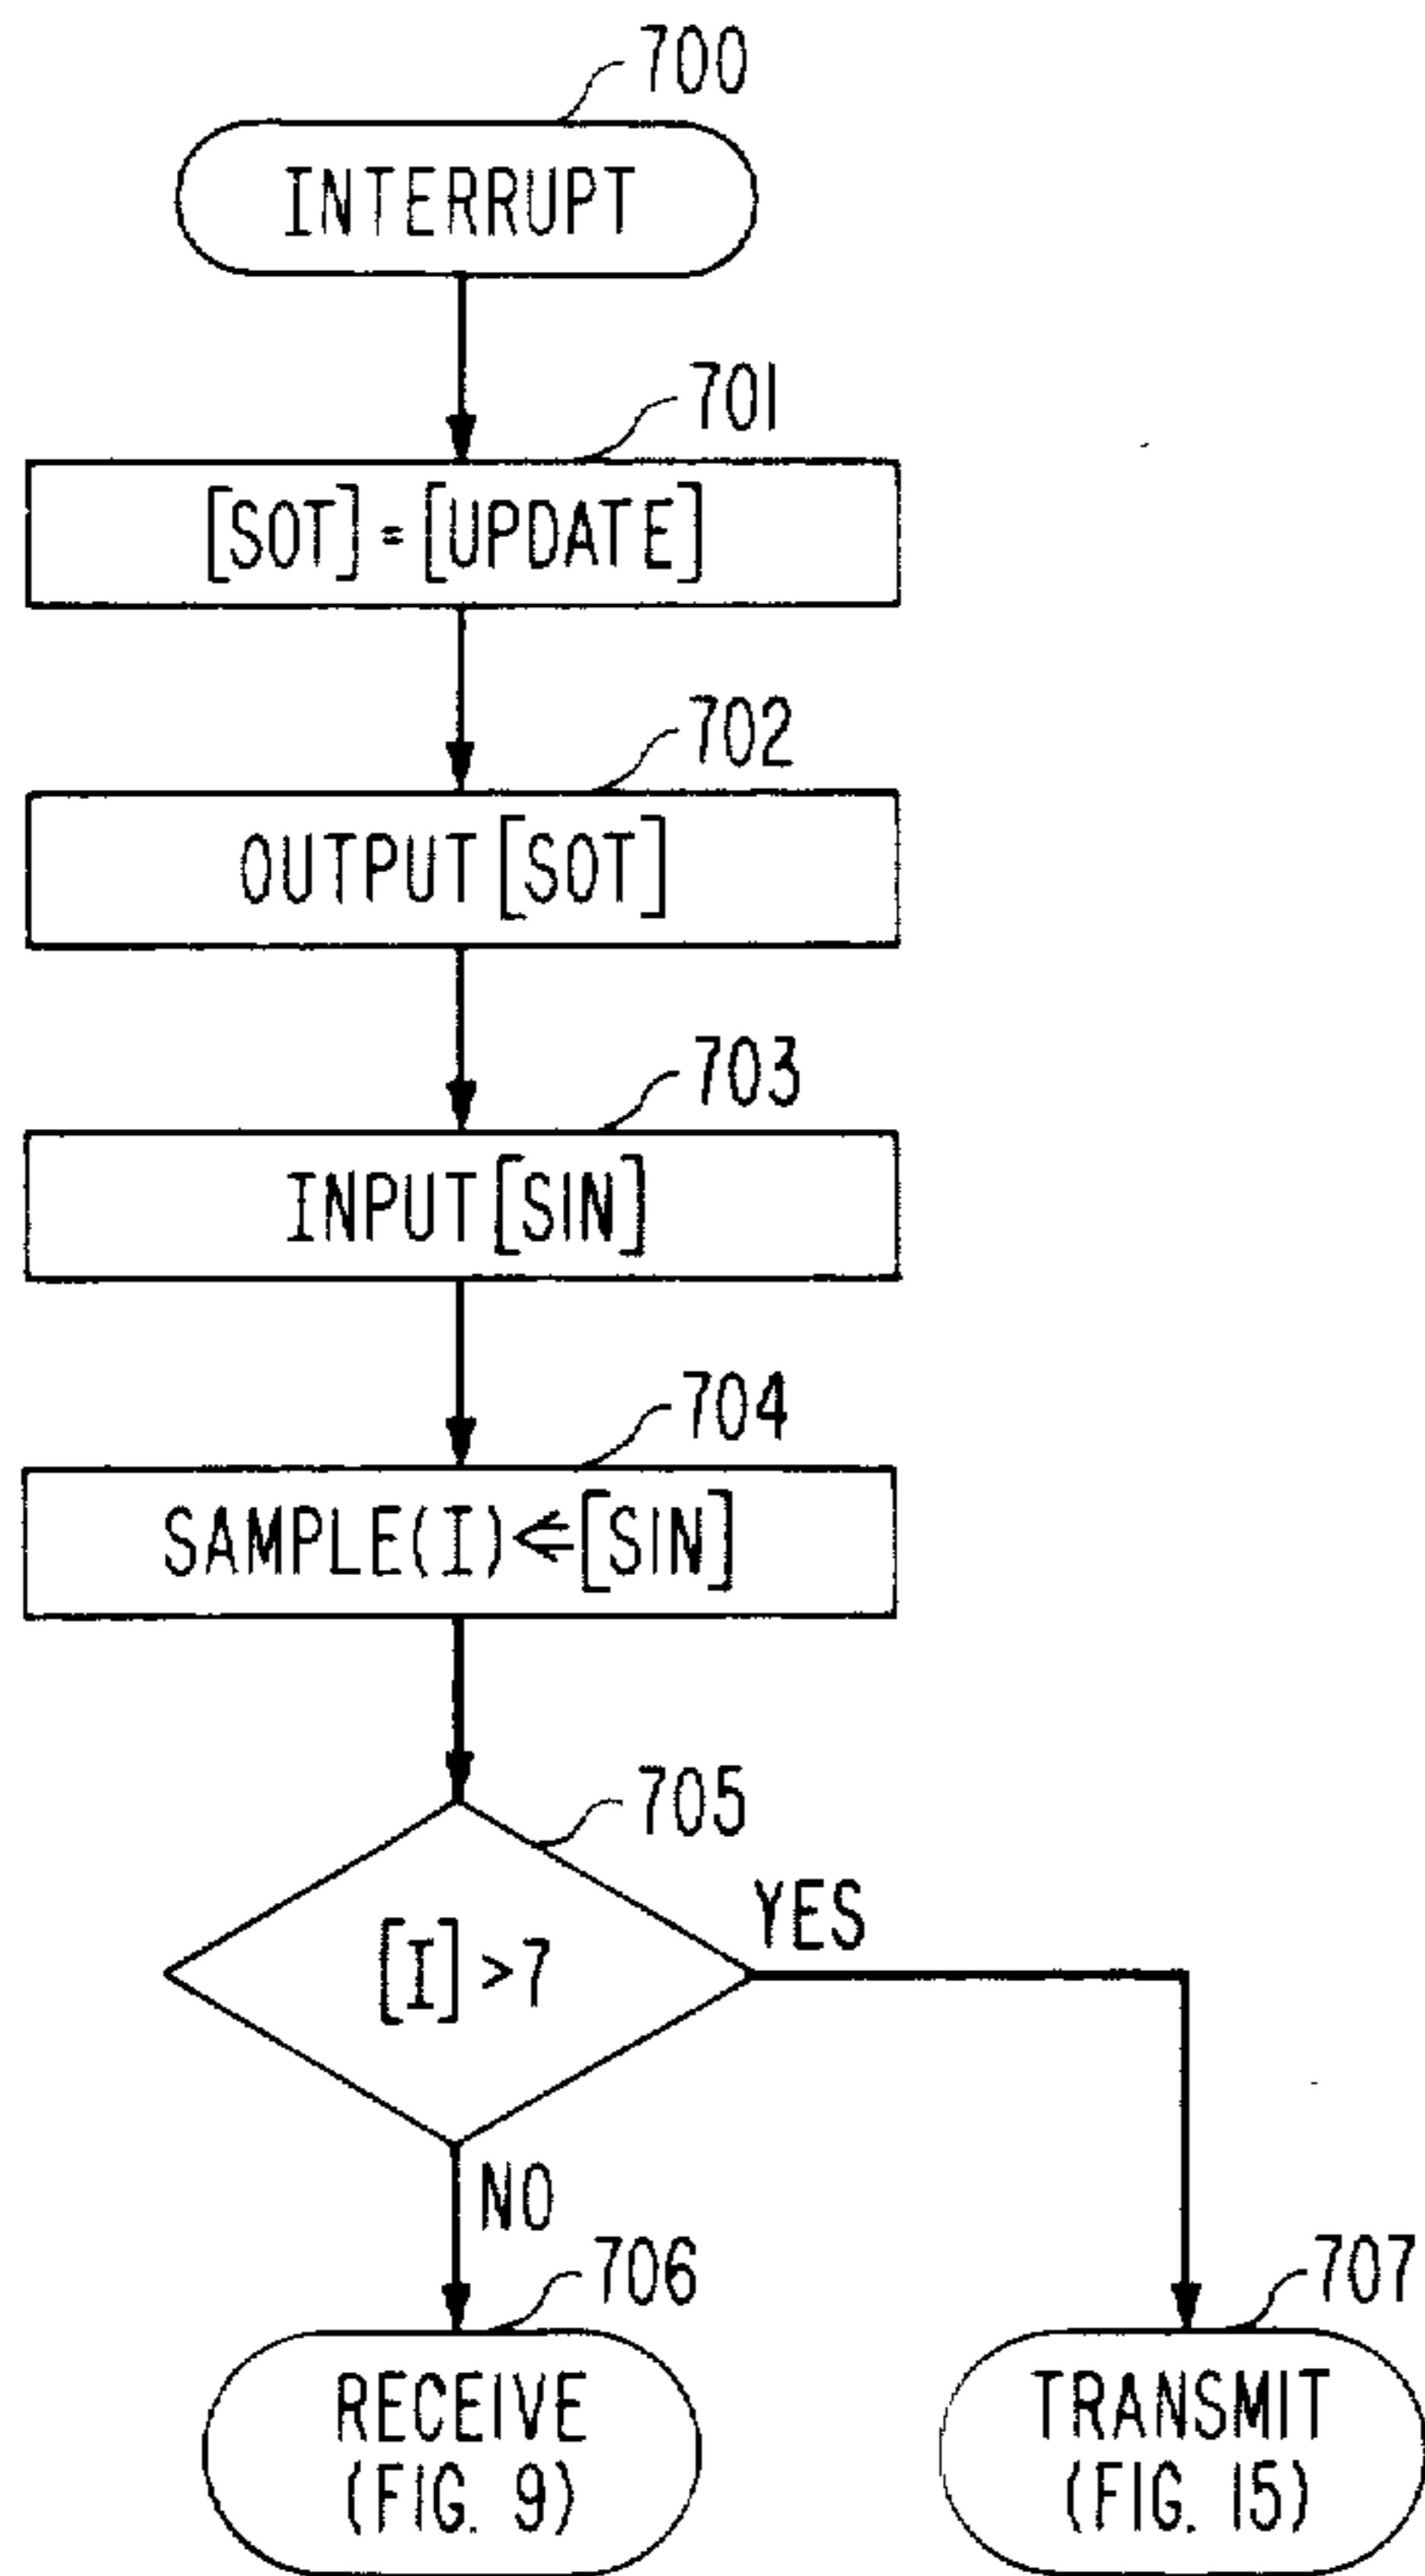 700
INTERRUPT
701
[SOT] = [UPDATE]
702
OUTPUT [SOT]
703
INPUT [SIN]
704
SAMPLE(I) ⇐ [SIN]
705
[I] >7
YES
NO
706
RECEIVE
(FIG. 9)
707
TRANSMIT
(FIG. 15)